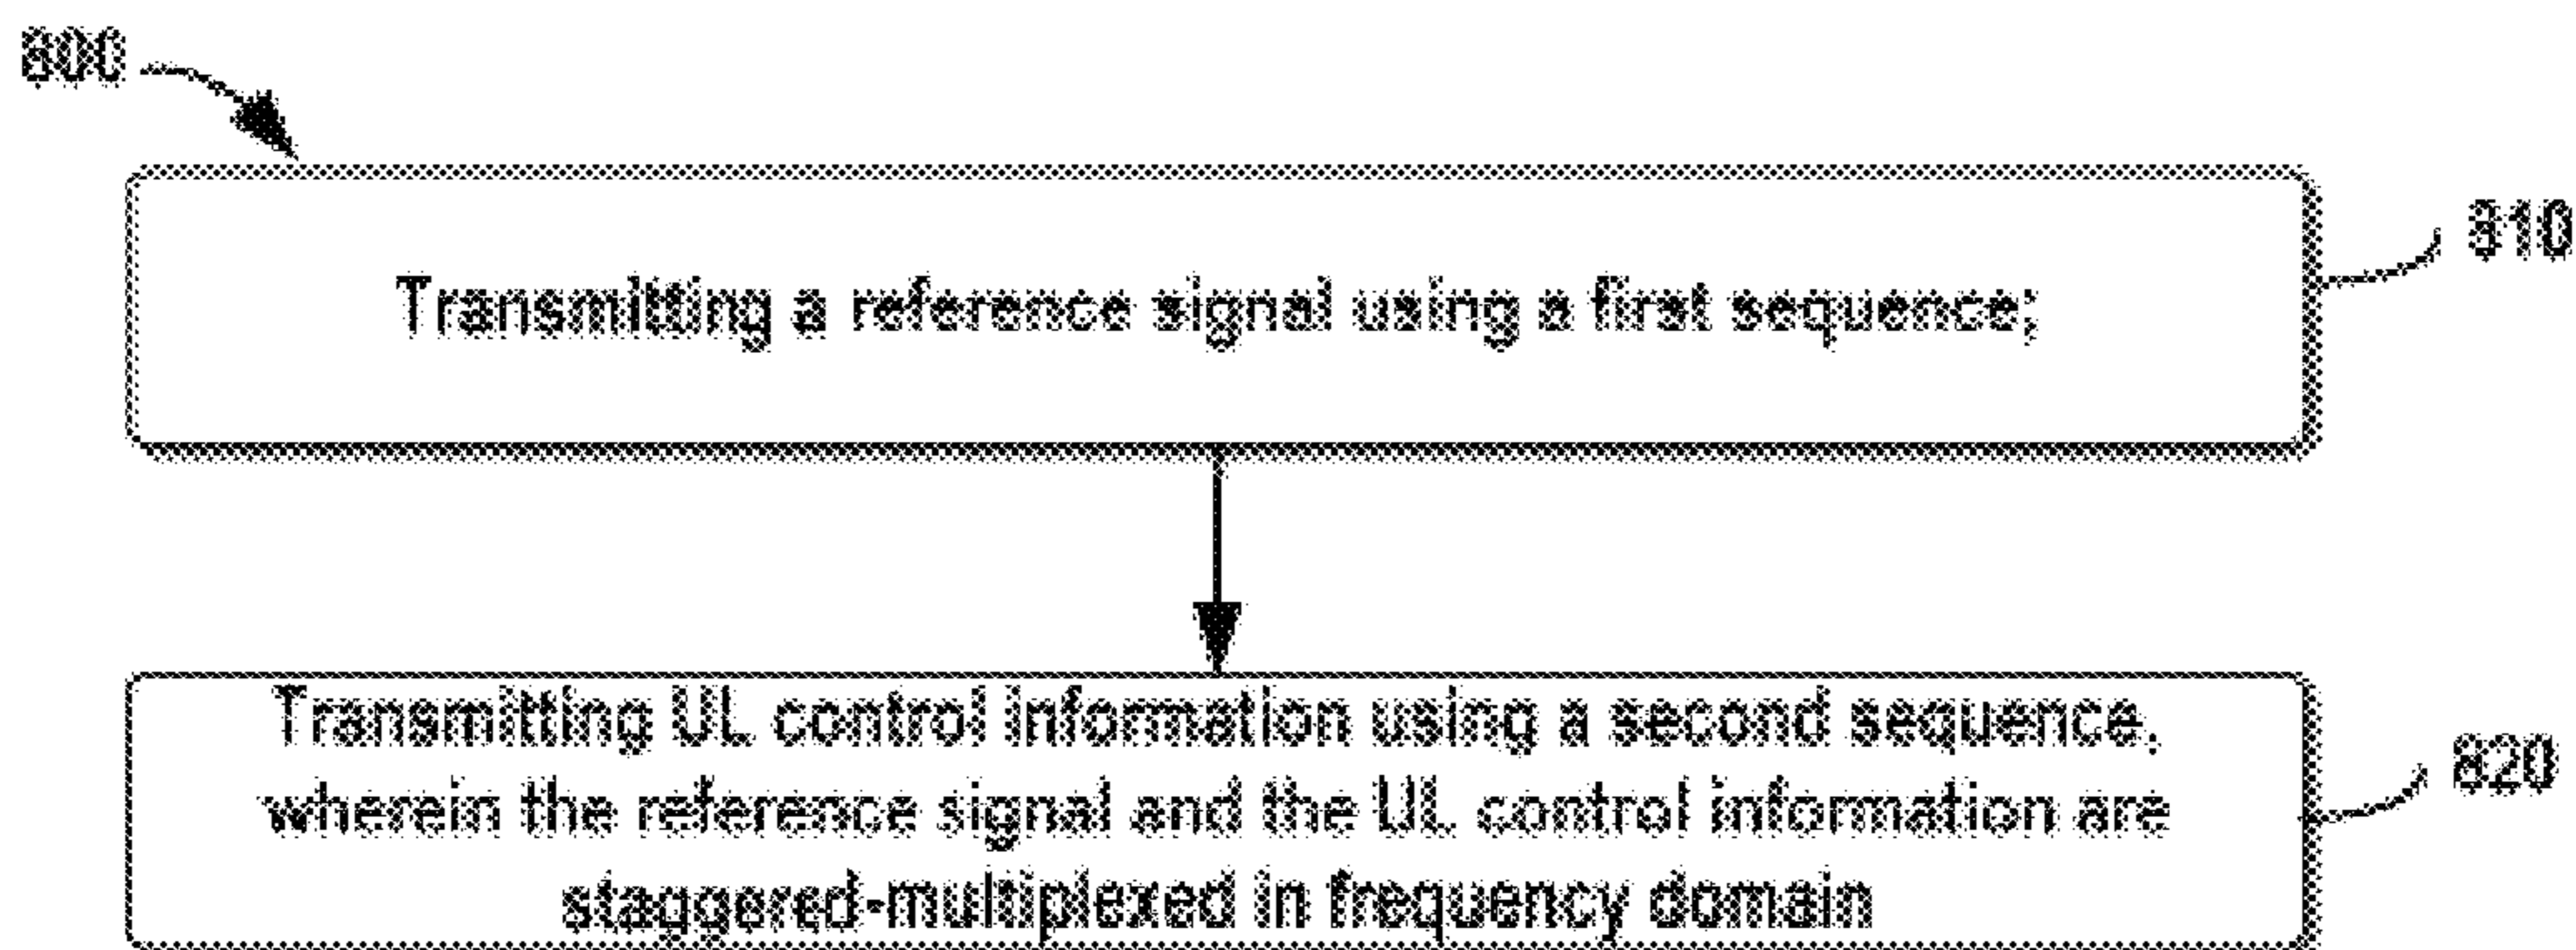 800
810
Transmitting a reference signal using a first sequence;
Transmitting UL control information using a second sequence,
wherein the reference signal and the UL control information are
staggered-multiplexed in frequency domain
820